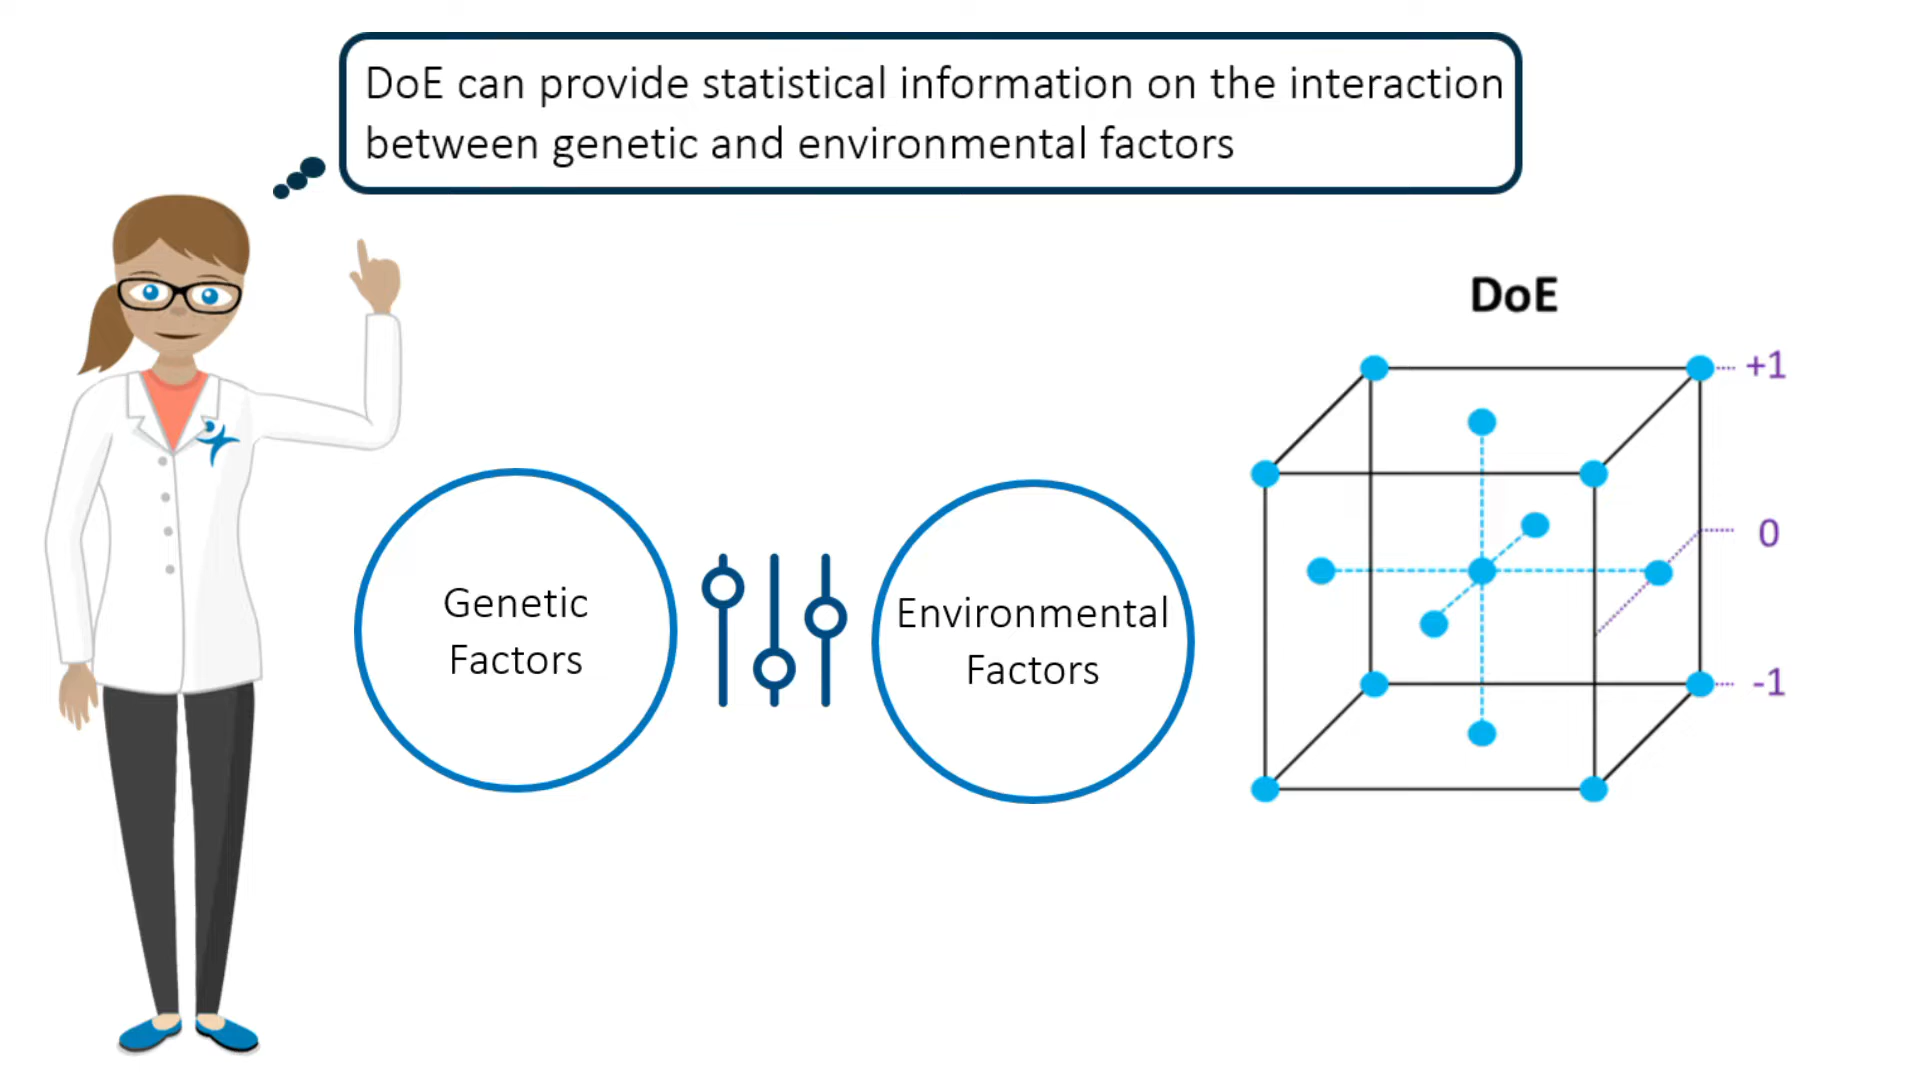 DoE can provide statistical information on the interaction
between genetic and environmental factors
DoE
+1
0
-1
Genetic
Factors
Environmental
Factors